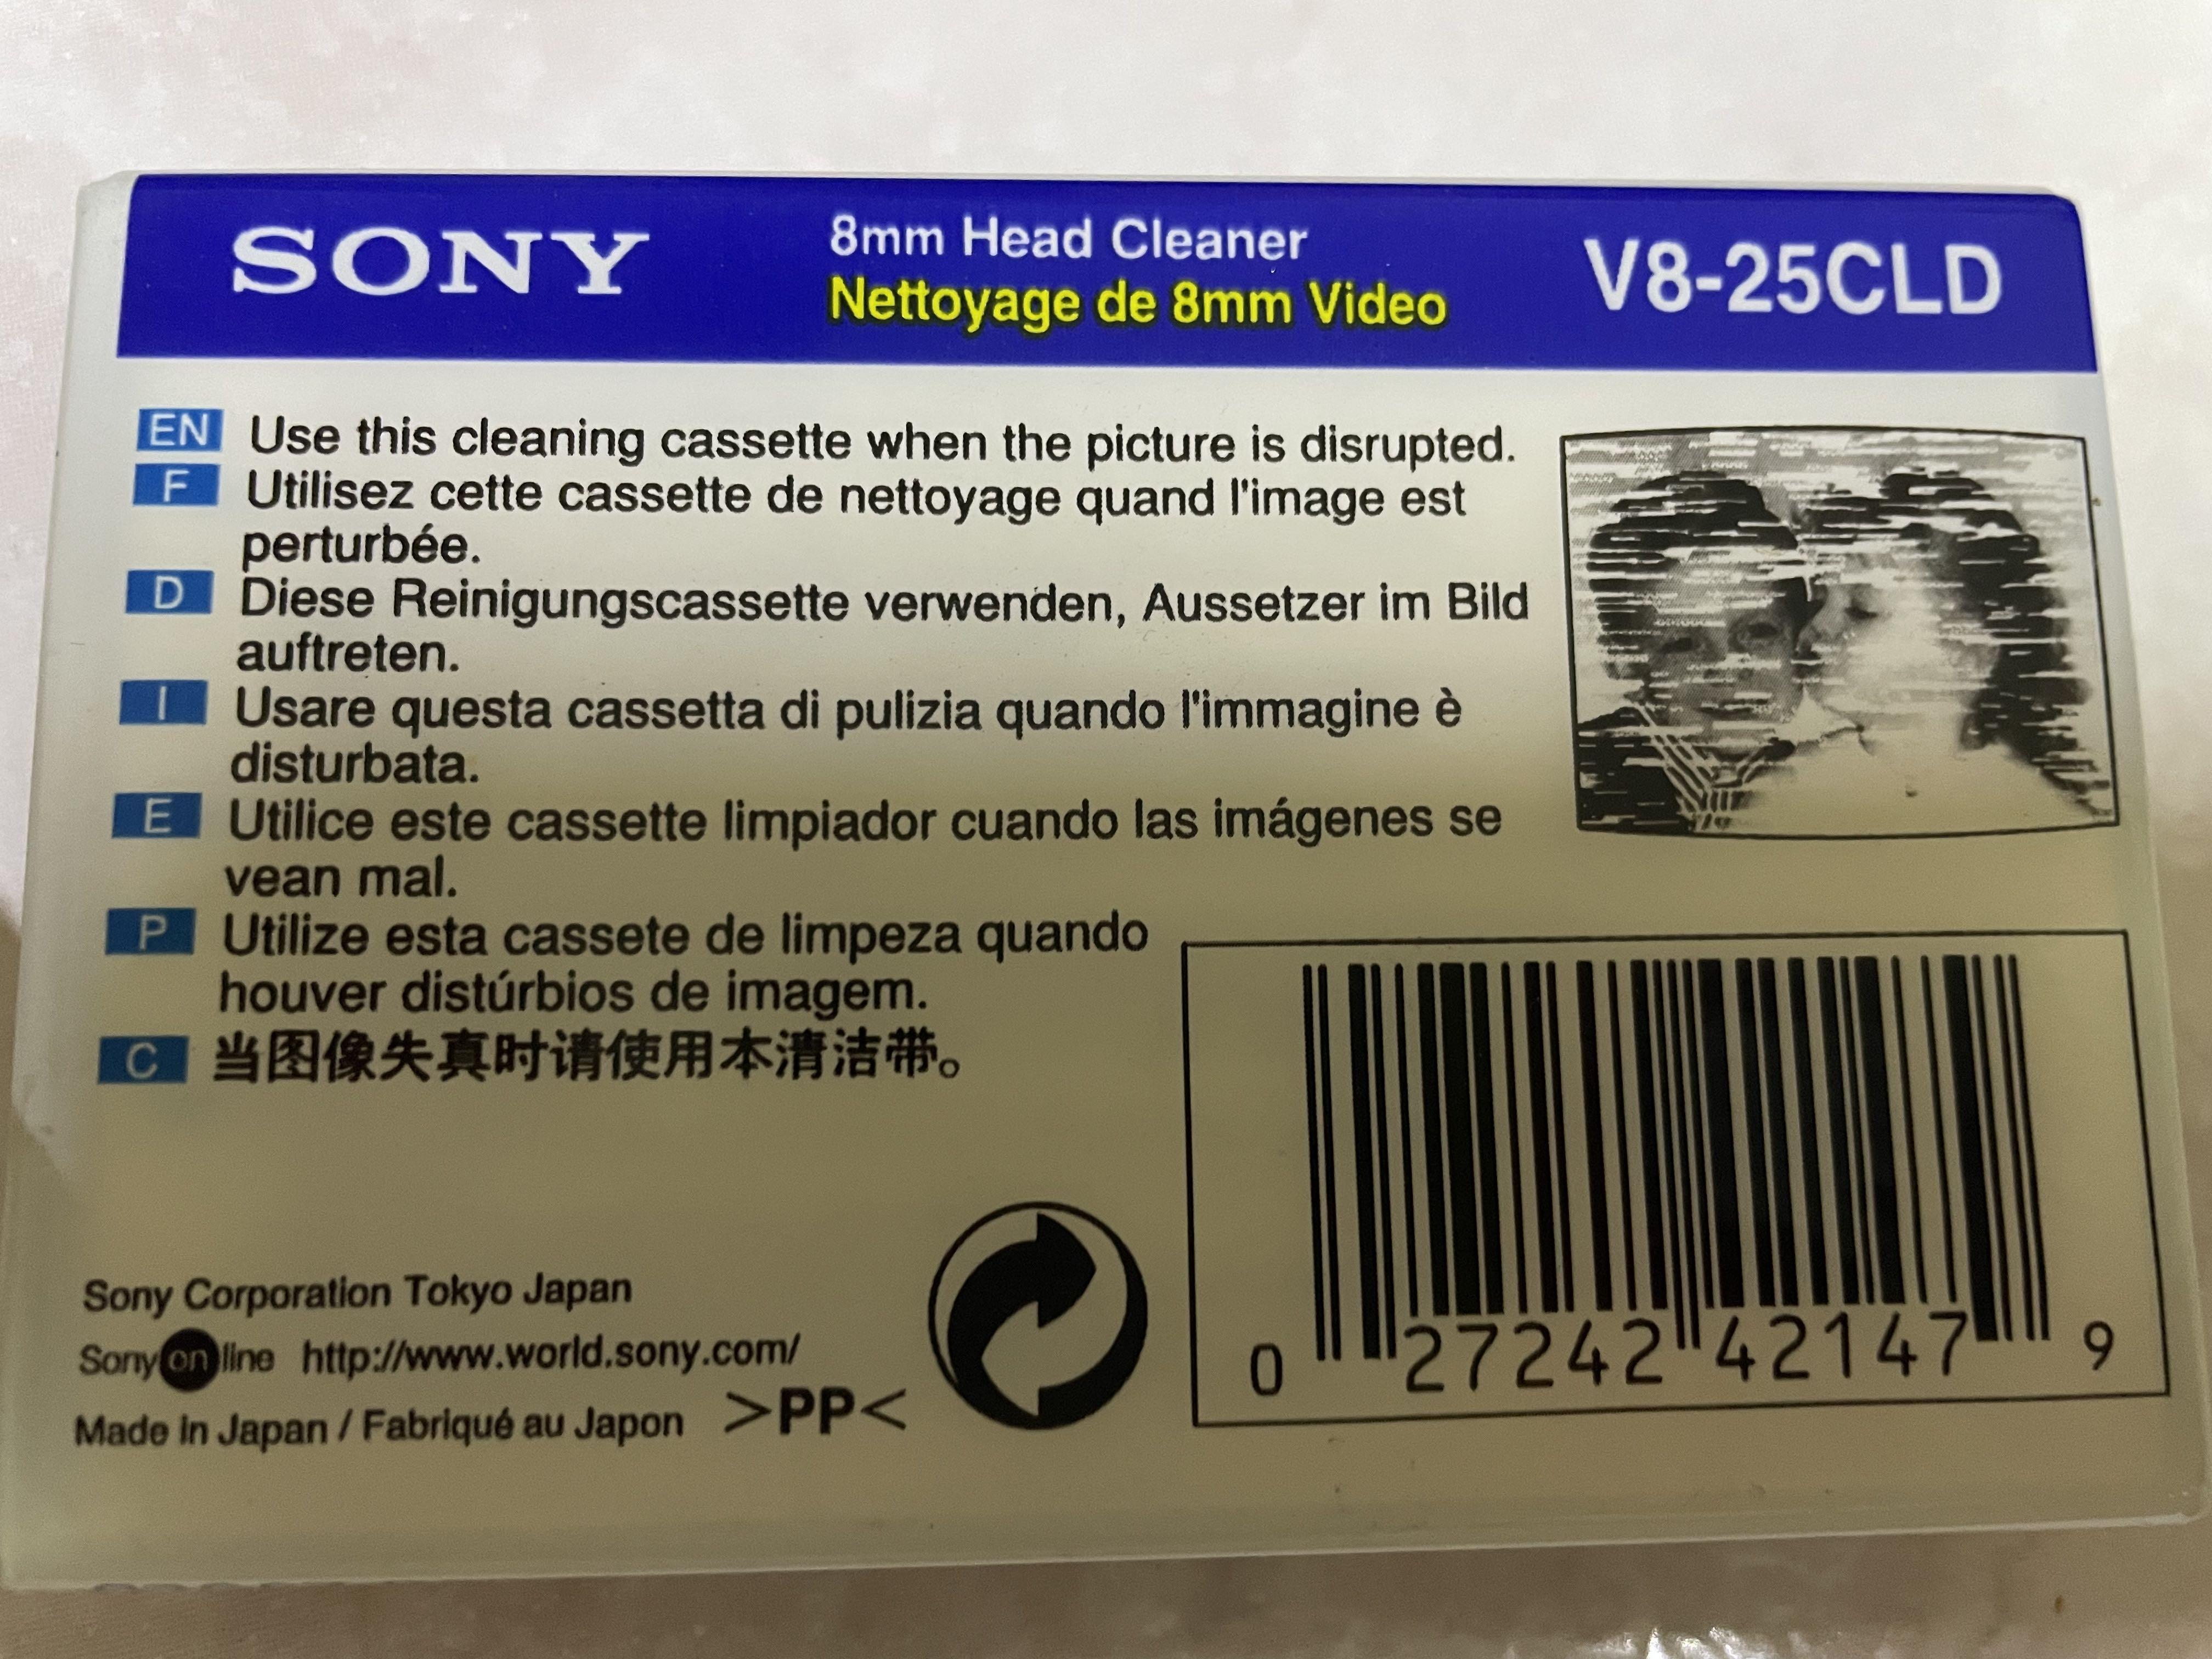 SONY
8mm Head Cleaner
Nettoyage de 8mm Video
V8-25CLD
EN Use this cleaning cassette when the picture is disrupted.
F Utilisez cette cassette de nettoyage quand l'image est
perturbée.
D Diese Reinigungscassette verwenden, Aussetzer im Bild
auftreten.
I Usare questa cassetta di pulizia quando l'immagine è
disturbata.
E Utilice este cassette limpiador cuando las imágenes se
vean mal.
P Utilize esta cassete de limpeza quando
houver distúrbios de imagem.
C 当图像失真时请使用本清洁带。
Sony Corporation Tokyo Japan
Sony on line http://www.world.sony.com/
Made in Japan / Fabriqué au Japon >PP<
0 27242 42147 9